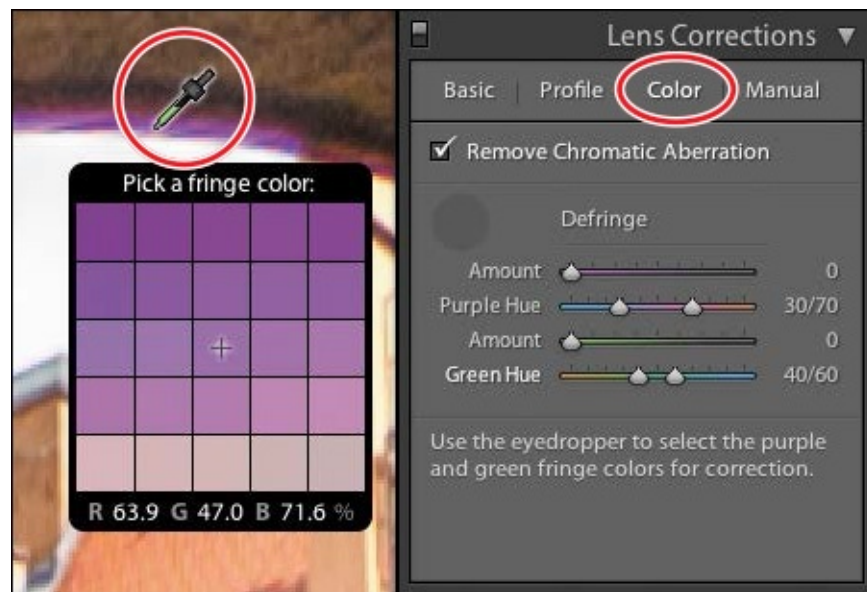 Pick a fringe color:
R 63.9 G 47.0 B 71.6 %
Lens Corrections
Basic Profile Color Manual
Remove Chromatic Aberration
Defringe
Amount 0
Purple Hue 30/70
Amount 0
Green Hue 40/60
Use the eyedropper to select the purple
and green fringe colors for correction.